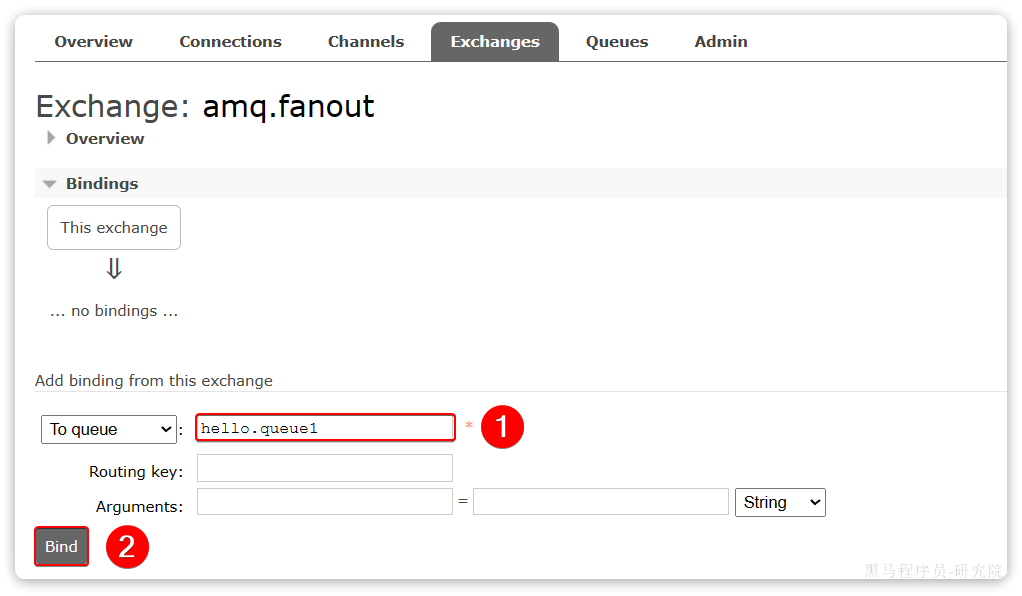 Overview Connections Channels Exchanges Queues Admin
Exchange: amq.fanout
Overview
Bindings
This exchange
⇓
... no bindings ...
Add binding from this exchange
To queue : hello.queue1 * 1
Routing key:
Arguments: = String
Bind 2
黑马程序员-研究院